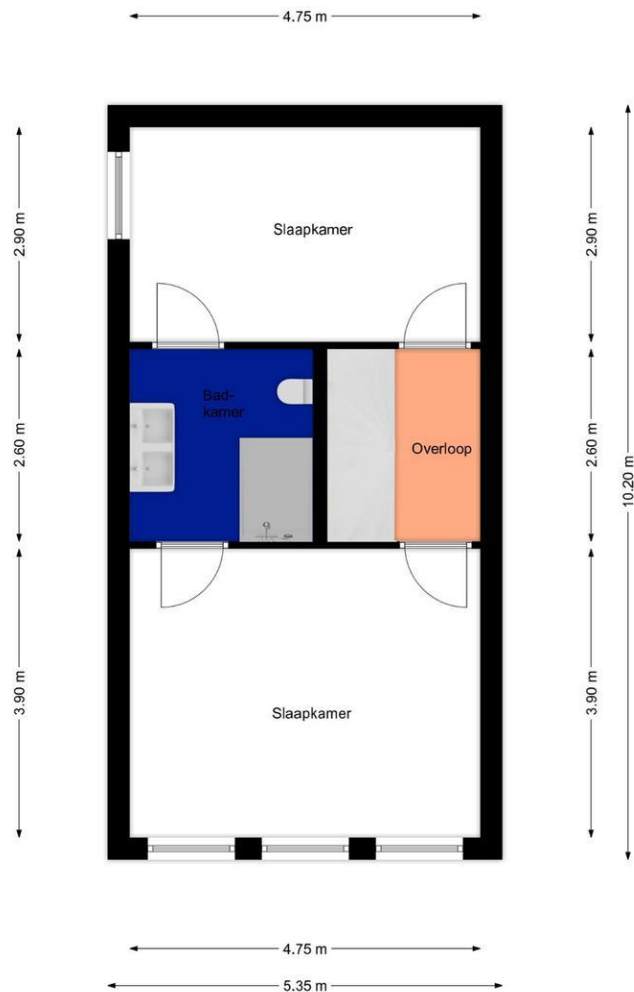 4.75 m
2.90 m
2.90 m
Slaapkamer
Bad-
kamer
2.60 m
Overloop
2.60 m
10.20 m
3.90 m
Slaapkamer
3.90 m
4.75 m
5.35 m